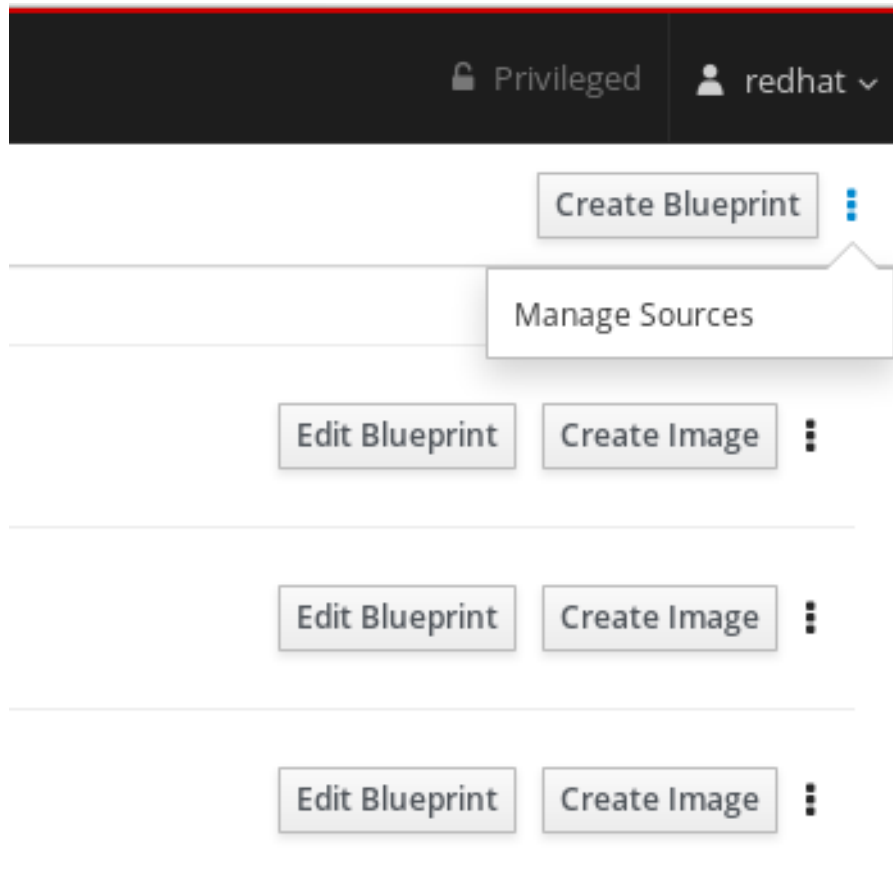 Privileged redhat
Create Blueprint
Manage Sources
Edit Blueprint Create Image
Edit Blueprint Create Image
Edit Blueprint Create Image